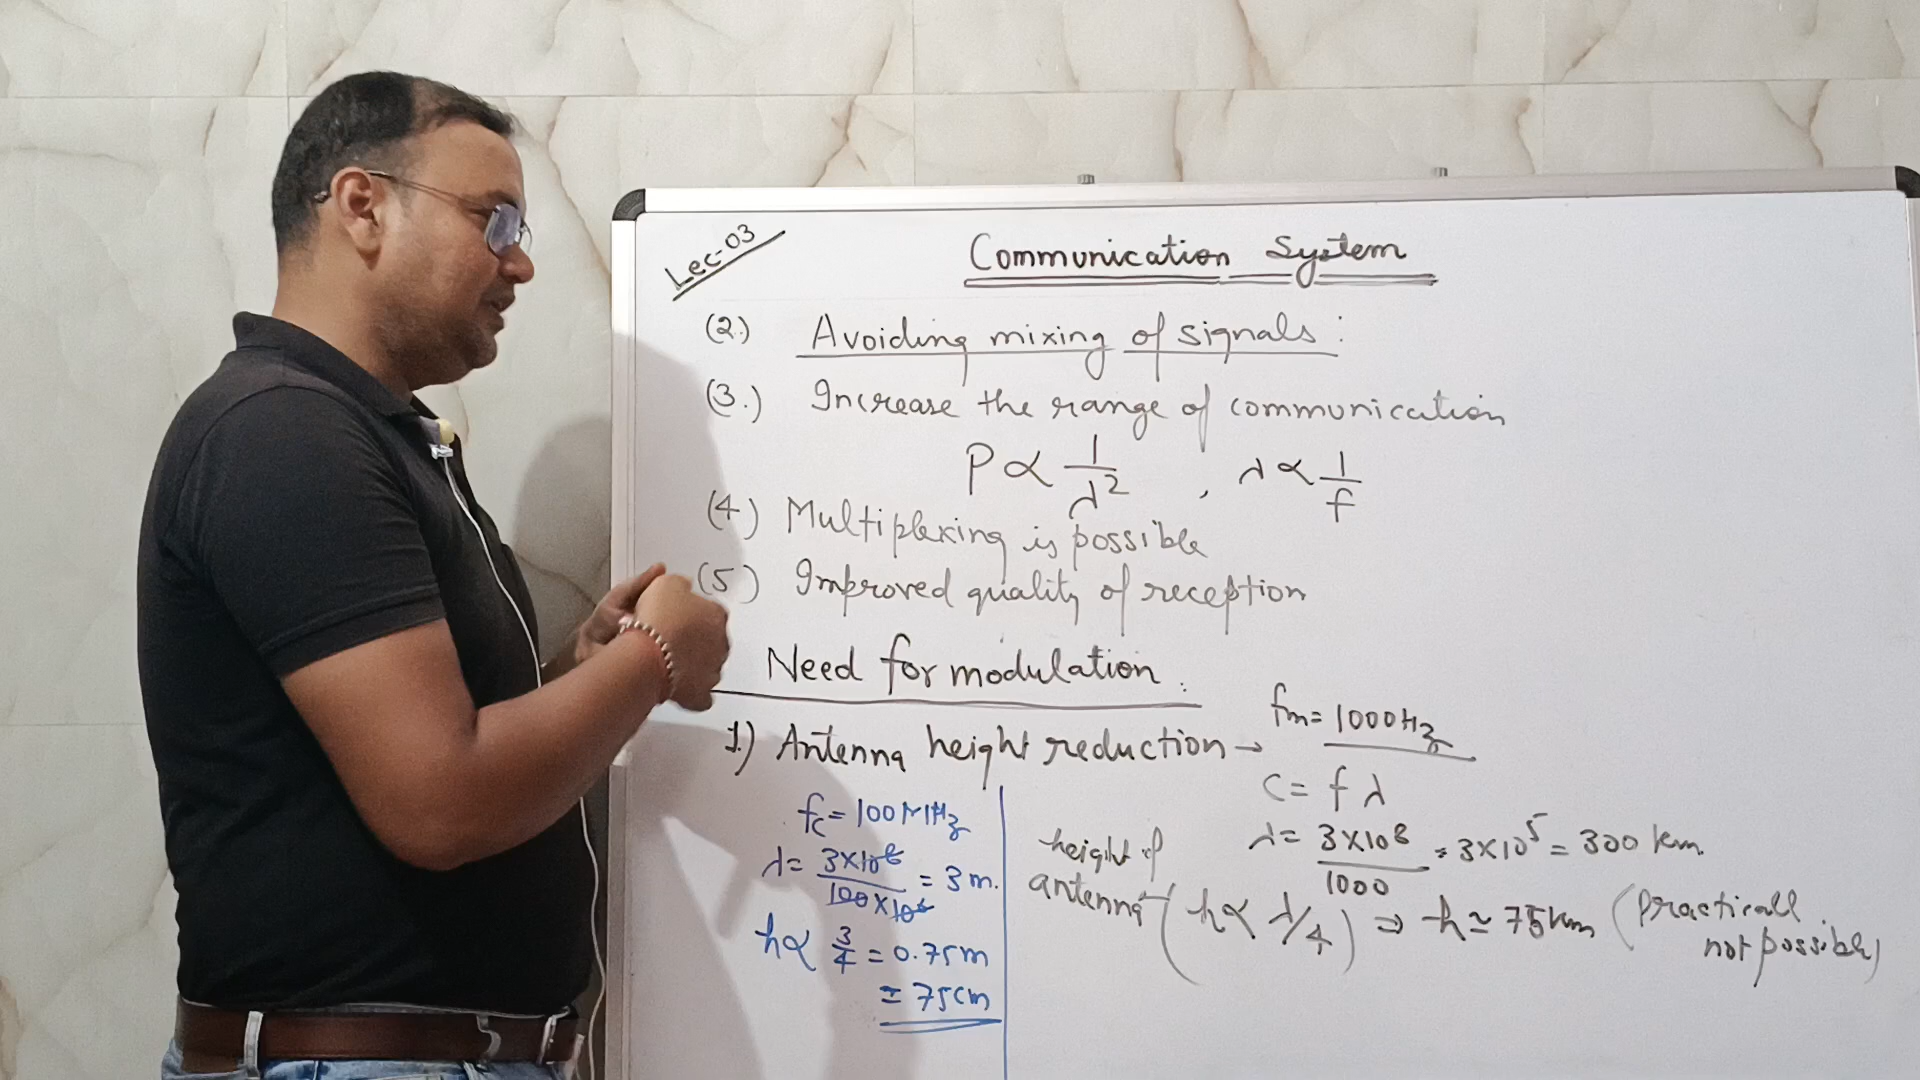 Lec-03
Communication System
(2.) Avoiding mixing of signals :
(3.) Increase the range of communication
P ∝ 1/λ² , λ ∝ 1/f
(4) Multiplexing is possible
(5) Improved quality of reception
Need for modulation :
1.) Antenna height reduction → fm = 1000Hz
c = f λ
λ = 3×10⁸/1000 = 3×10⁵ = 300 km.
height of antenna (h ∝ λ/4) ⇒ h ≃ 75km (Practicall not possible)
fc = 100MHz
λ = 3×10⁸/100×10⁶ = 3m.
h ∝ 3/4 = 0.75m
= 75cm